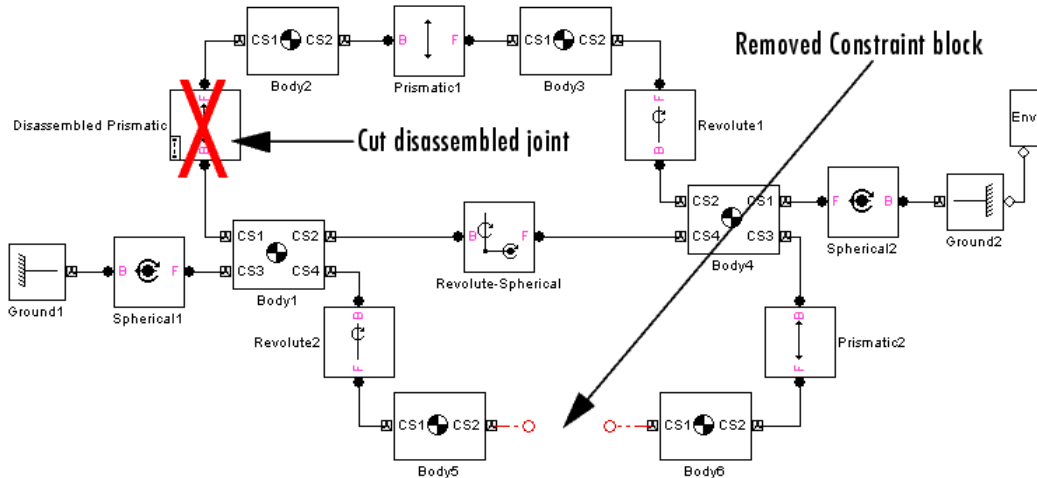 CS1 CS2
Body2
B F
Prismatic1
CS1 CS2
Body3
Removed Constraint block
F
B
Disassembled Prismatic
Cut disassembled joint
F
B
Revolute1
Env
CS1 CS2
CS3 CS4
Body1
B F
Revolute-Spherical
CS2 CS1
CS4 CS3
Body4
F B
Spherical2
Ground2
Ground1
B F
Spherical1
B
F
Revolute2
B
F
Prismatic2
CS1 CS2
Body5
CS1 CS2
Body6